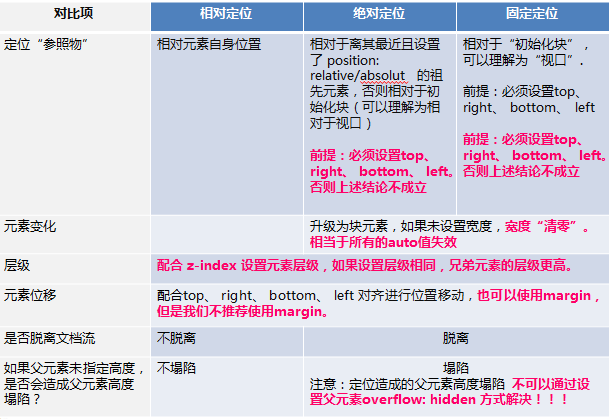 对比项
相对定位
绝对定位
固定定位
定位“参照物”
相对元素自身位置
相对于离其最近且设置
了 position:
relative/absolut 的祖
先元素，否则相对于初
始化块（可以理解为相
对于视口）
前提：必须设置top、
right、 bottom、 left。
否则上述结论不成立
相对于“初始化块”，
可以理解为“视口”.
前提：必须设置top、
right、 bottom、 left
前提：必须设置top、
right、 bottom、 left。
否则上述结论不成立
元素变化
升级为块元素，如果未设置宽度，宽度“清零”。
相当于所有的auto值失效
层级
配合 z-index 设置元素层级，如果设置层级相同，兄弟元素的层级更高。
元素位移
配合top、 right、 bottom、 left 对齐进行位置移动，也可以使用margin，
但是我们不推荐使用margin。
是否脱离文档流
不脱离
脱离
如果父元素未指定高度，
是否会造成父元素高度
塌陷？
不塌陷
塌陷
注意：定位造成的父元素高度塌陷 不可以通过设
置父元素overflow: hidden 方式解决！！！